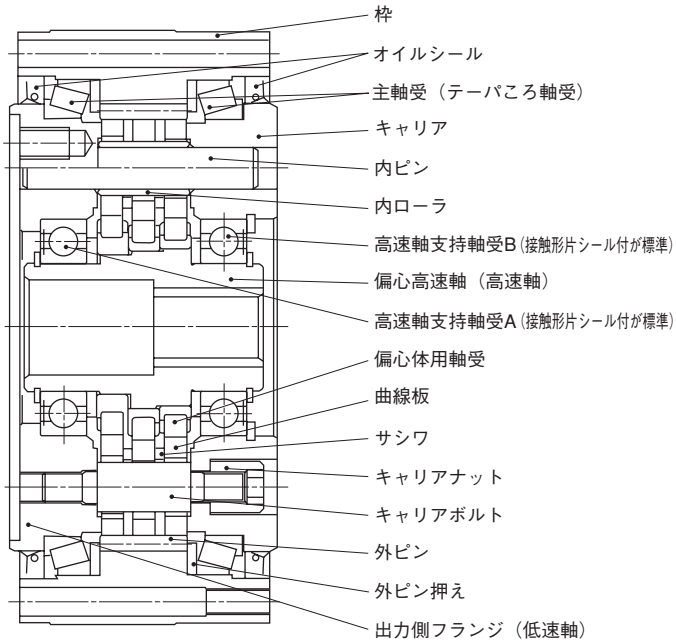 枠
オイルシール
主軸受（テーパころ軸受）
キャリア
内ピン
内ローラ
高速軸支持軸受B（接触形片シール付が標準）
偏心高速軸（高速軸）
高速軸支持軸受A（接触形片シール付が標準）
偏心体用軸受
曲線板
サシワ
キャリアナット
キャリアボルト
外ピン
外ピン押え
出力側フランジ（低速軸）